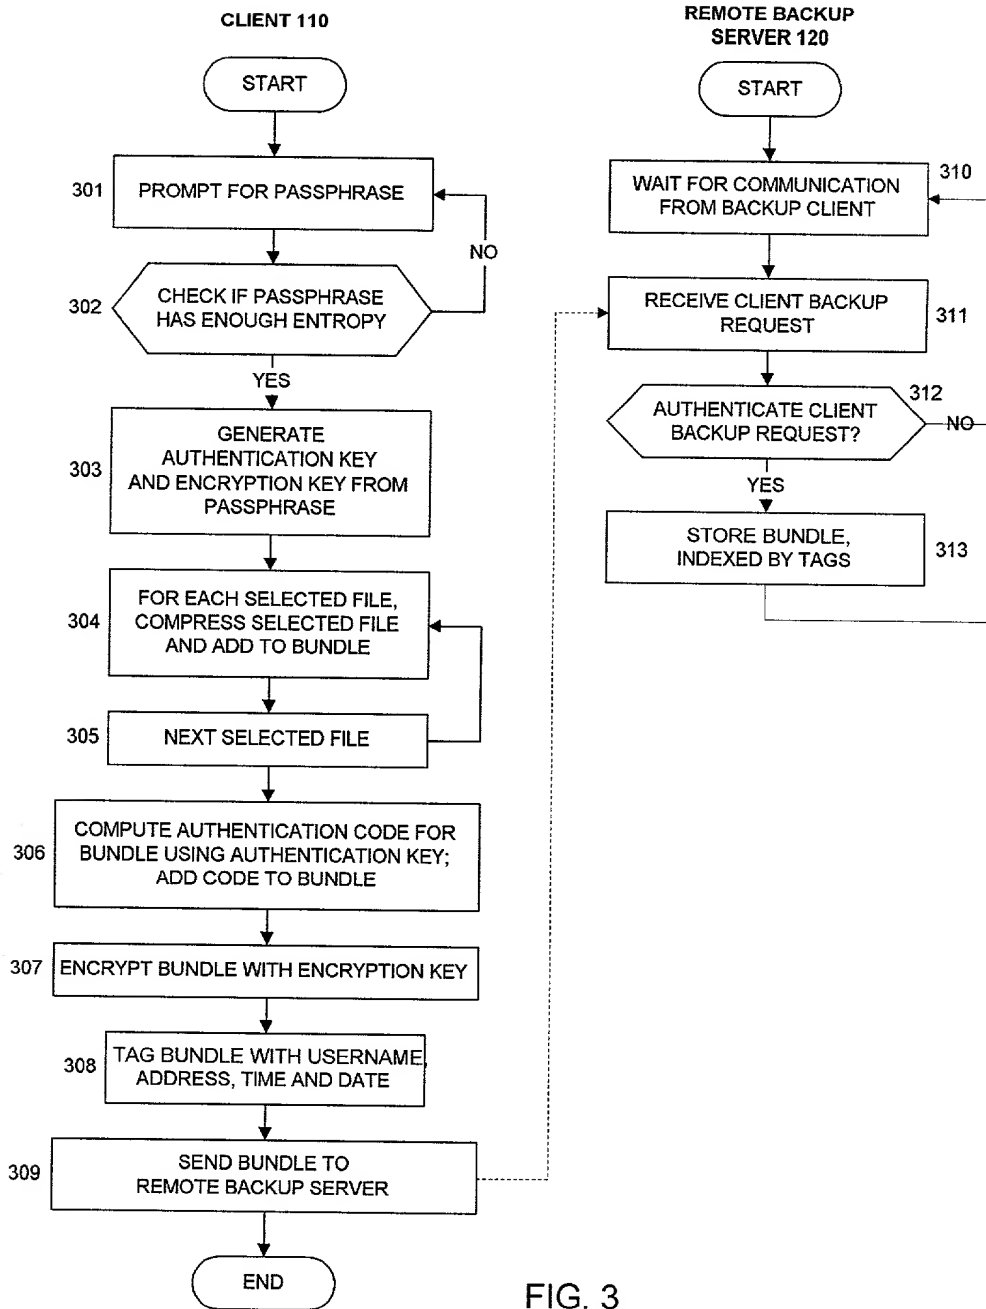 CLIENT 110
START
301
PROMPT FOR PASSPHRASE
NO
302
CHECK IF PASSPHRASE
HAS ENOUGH ENTROPY
YES
303
GENERATE
AUTHENTICATION KEY
AND ENCRYPTION KEY FROM
PASSPHRASE
304
FOR EACH SELECTED FILE,
COMPRESS SELECTED FILE
AND ADD TO BUNDLE
305
NEXT SELECTED FILE
306
COMPUTE AUTHENTICATION CODE FOR
BUNDLE USING AUTHENTICATION KEY;
ADD CODE TO BUNDLE
307
ENCRYPT BUNDLE WITH ENCRYPTION KEY
308
TAG BUNDLE WITH USERNAME,
ADDRESS, TIME AND DATE
309
SEND BUNDLE TO
REMOTE BACKUP SERVER
END
REMOTE BACKUP
SERVER 120
START
310
WAIT FOR COMMUNICATION
FROM BACKUP CLIENT
RECEIVE CLIENT BACKUP
REQUEST
311
312
AUTHENTICATE CLIENT
BACKUP REQUEST?
NO
YES
STORE BUNDLE,
INDEXED BY TAGS
313
FIG. 3